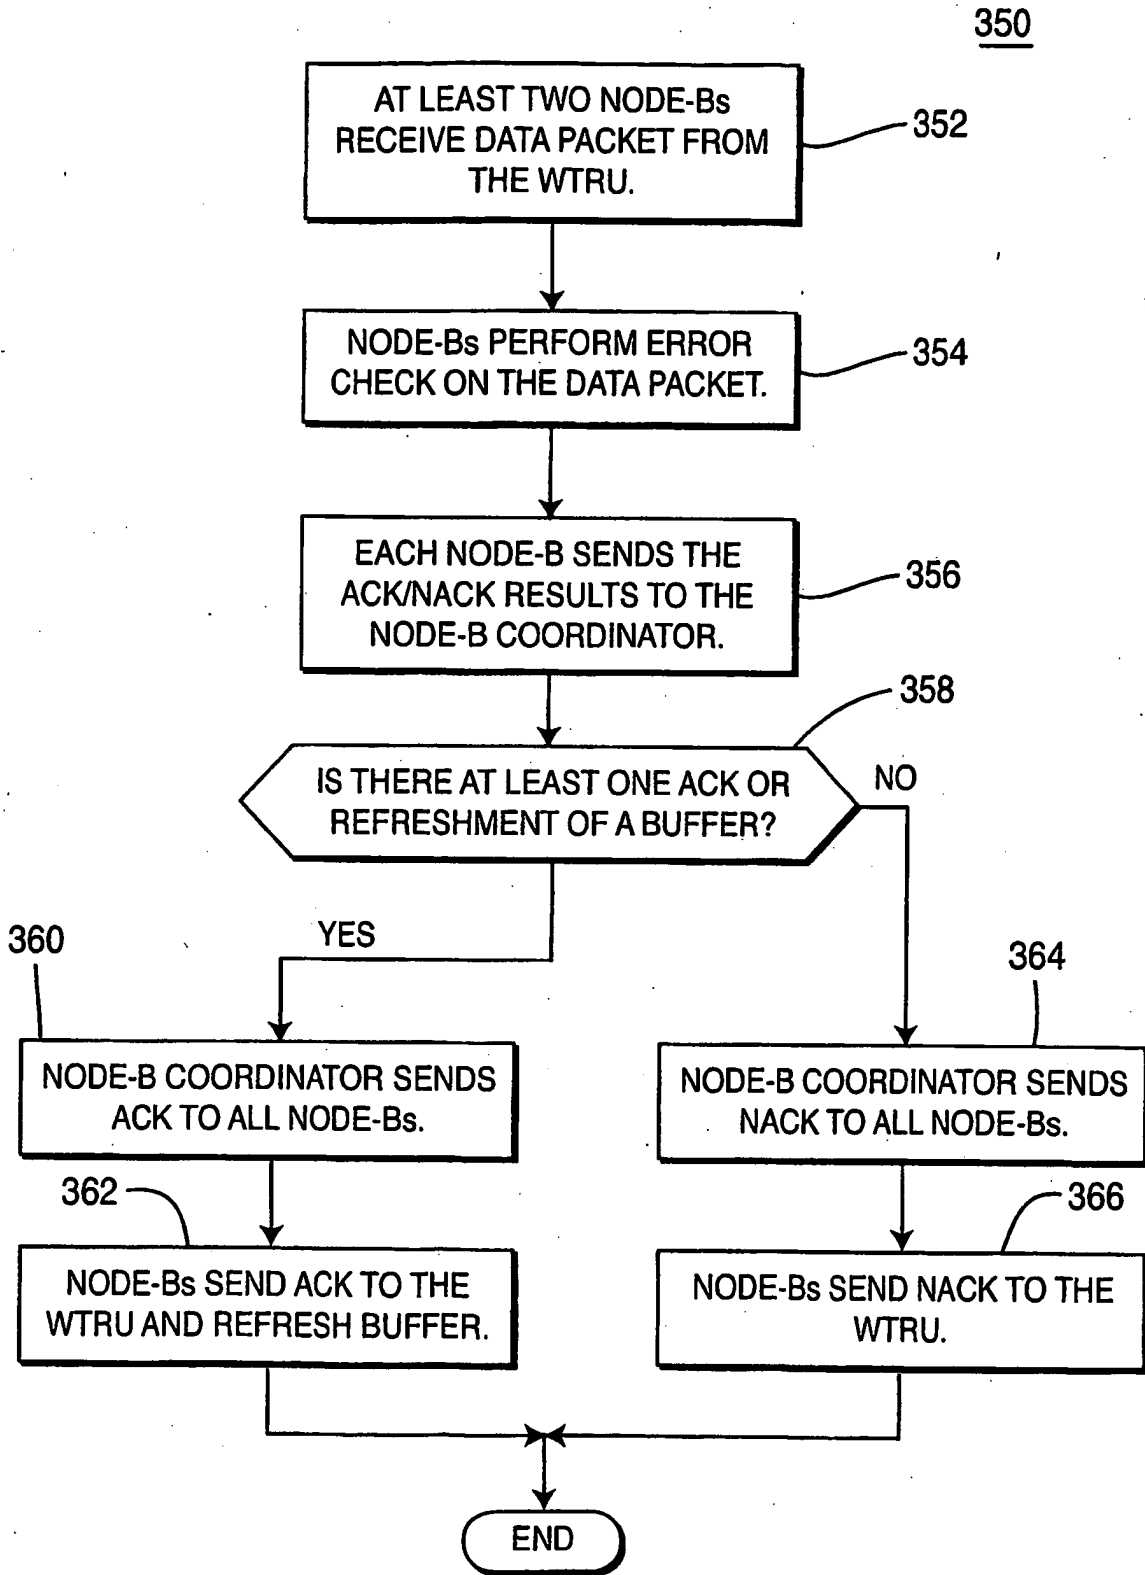 350
AT LEAST TWO NODE-Bs
RECEIVE DATA PACKET FROM
THE WTRU.
352
NODE-Bs PERFORM ERROR
CHECK ON THE DATA PACKET.
354
EACH NODE-B SENDS THE
ACK/NACK RESULTS TO THE
NODE-B COORDINATOR.
356
358
IS THERE AT LEAST ONE ACK OR
REFRESHMENT OF A BUFFER?
NO
YES
360
364
NODE-B COORDINATOR SENDS
ACK TO ALL NODE-Bs.
NODE-B COORDINATOR SENDS
NACK TO ALL NODE-Bs.
362
366
NODE-Bs SEND ACK TO THE
WTRU AND REFRESH BUFFER.
NODE-Bs SEND NACK TO THE
WTRU.
END